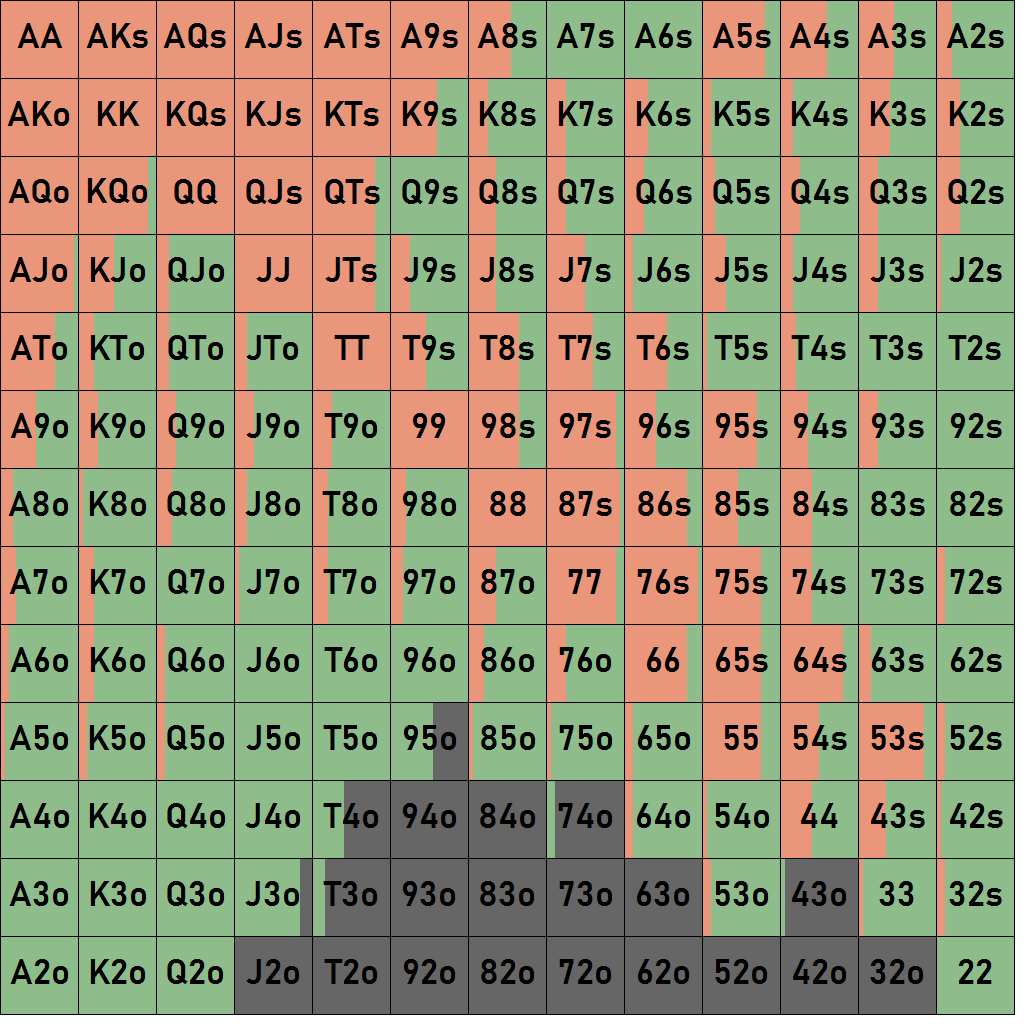 AA AKs AQs AJs ATs A9s A8s A7s A6s A5s A4s A3s A2s
AKo KK KQs KJs KTs K9s K8s K7s K6s K5s K4s K3s K2s
AQo KQo QQ QJs QTs Q9s Q8s Q7s Q6s Q5s Q4s Q3s Q2s
AJo KJo QJo JJ JTs J9s J8s J7s J6s J5s J4s J3s J2s
ATo KTo QTo JTo TT T9s T8s T7s T6s T5s T4s T3s T2s
A9o K9o Q9o J9o T9o 99 98s 97s 96s 95s 94s 93s 92s
A8o K8o Q8o J8o T8o 98o 88 87s 86s 85s 84s 83s 82s
A7o K7o Q7o J7o T7o 97o 87o 77 76s 75s 74s 73s 72s
A6o K6o Q6o J6o T6o 96o 86o 76o 66 65s 64s 63s 62s
A5o K5o Q5o J5o T5o 95o 85o 75o 65o 55 54s 53s 52s
A4o K4o Q4o J4o T4o 94o 84o 74o 64o 54o 44 43s 42s
A3o K3o Q3o J3o T3o 93o 83o 73o 63o 53o 43o 33 32s
A2o K2o Q2o J2o T2o 92o 82o 72o 62o 52o 42o 32o 22